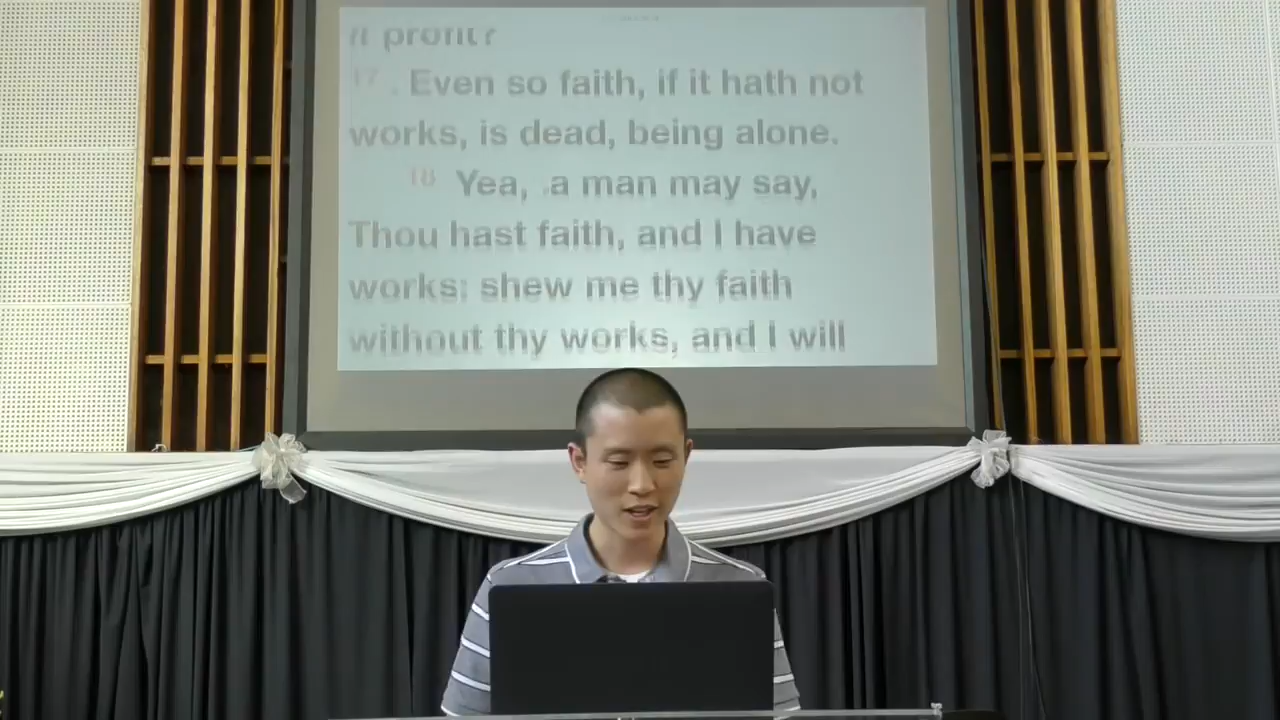 it profit?
17 . Even so faith, if it hath not
works, is dead, being alone.
18 Yea, .a man may say,
Thou hast faith, and I have
works: shew me thy faith
without thy works, and I will